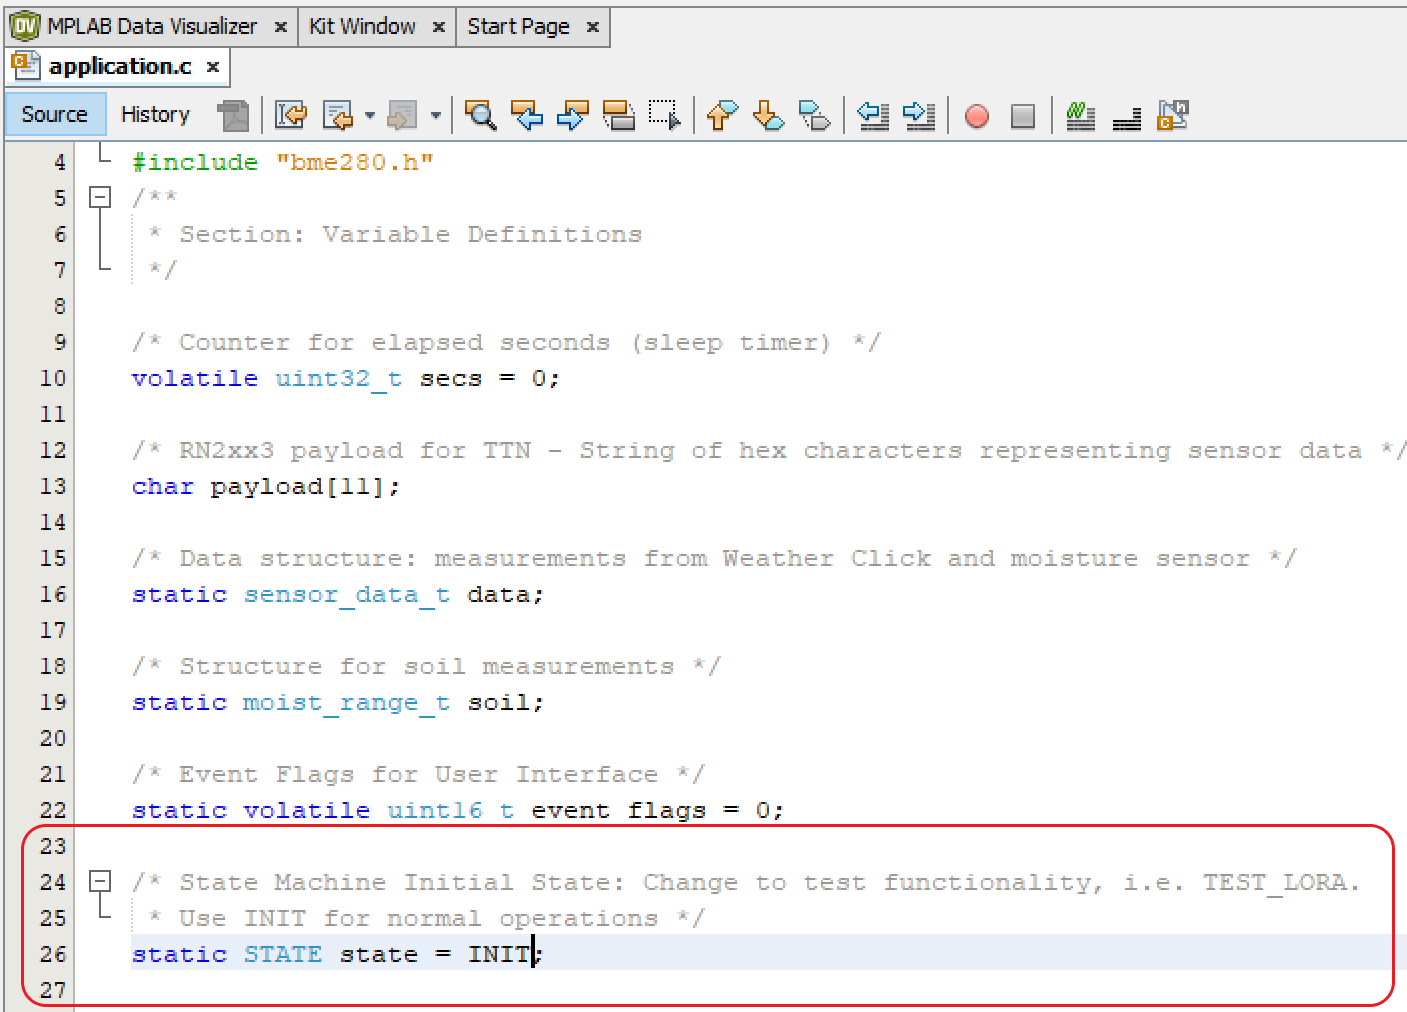 MPLAB Data Visualizer × Kit Window × Start Page ×
application.c ×
Source History
4 #include "bme280.h"
5 /**
6 * Section: Variable Definitions
7 */
8
9 /* Counter for elapsed seconds (sleep timer) */
10 volatile uint32_t secs = 0;
11
12 /* RN2xx3 payload for TTN - String of hex characters representing sensor data */
13 char payload[11];
14
15 /* Data structure: measurements from Weather Click and moisture sensor */
16 static sensor_data_t data;
17
18 /* Structure for soil measurements */
19 static moist_range_t soil;
20
21 /* Event Flags for User Interface */
22 static volatile uint16_t event_flags = 0;
23
24 /* State Machine Initial State: Change to test functionality, i.e. TEST_LORA.
25 * Use INIT for normal operations */
26 static STATE state = INIT;
27